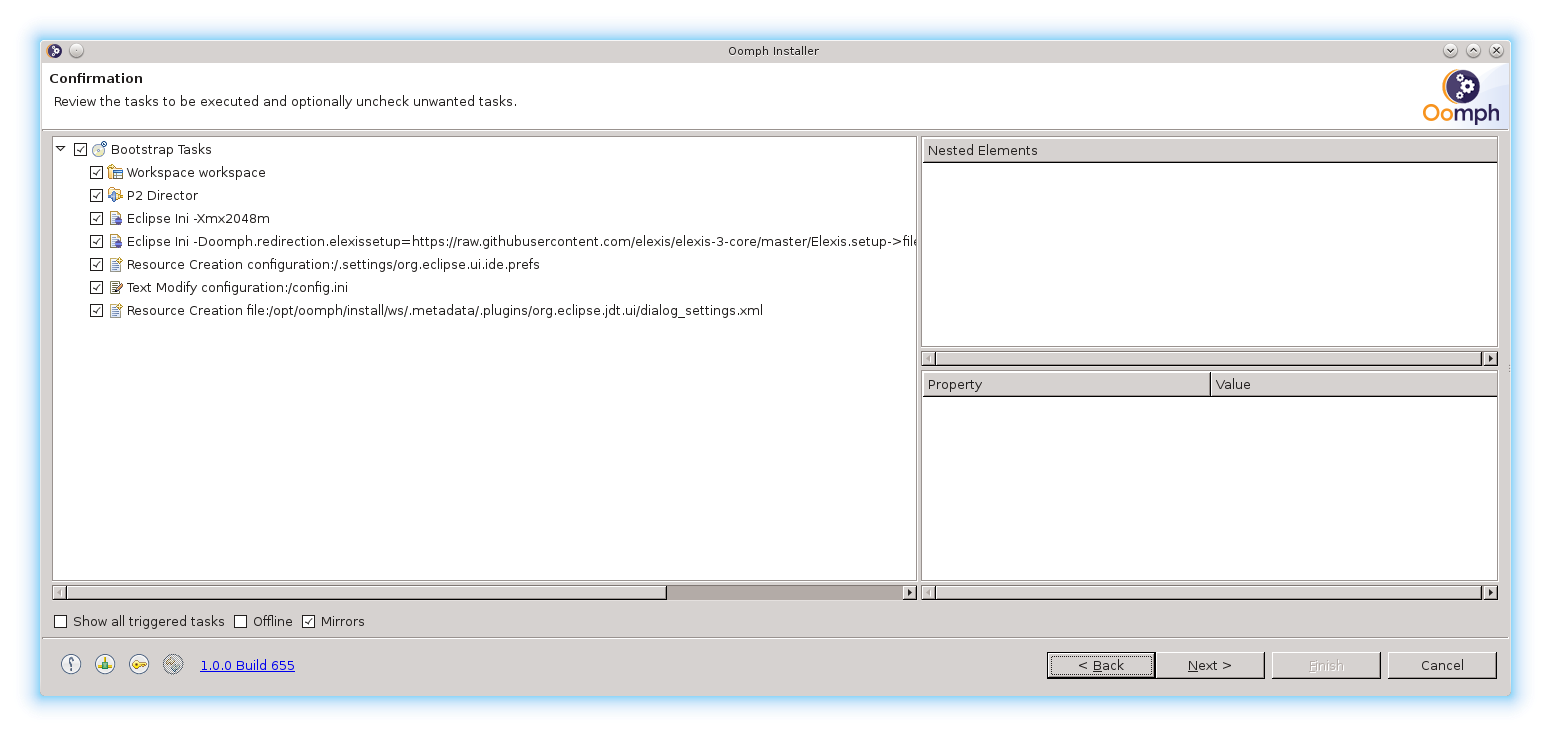 Oomph Installer
Confirmation
Review the tasks to be executed and optionally uncheck unwanted tasks.
Oomph
Bootstrap Tasks
Workspace workspace
P2 Director
Eclipse Ini -Xmx2048m
Eclipse Ini -Doomph.redirection.elexissetup=https://raw.githubusercontent.com/elexis/elexis-3-core/master/Elexis.setup->file
Resource Creation configuration:/.settings/org.eclipse.ui.ide.prefs
Text Modify configuration:/config.ini
Resource Creation file:/opt/oomph/install/ws/.metadata/.plugins/org.eclipse.jdt.ui/dialog_settings.xml
Nested Elements
Property Value
Show all triggered tasks Offline Mirrors
1.0.0 Build 655 < Back Next > Finish Cancel